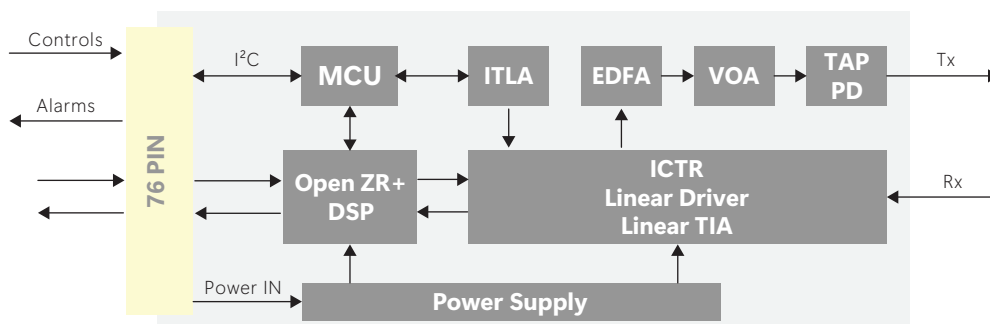 Controls
I²C
MCU
ITLA
EDFA
VOA
TAP
PD
Tx
Alarms
76 PIN
Open ZR+
DSP
ICTR
Linear Driver
Linear TIA
Rx
Power IN
Power Supply